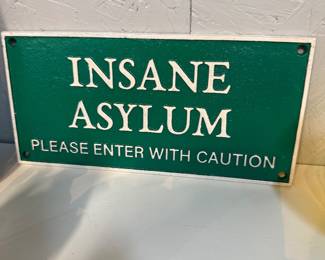 INSANE
ASYLUM
PLEASE ENTER WITH CAUTION